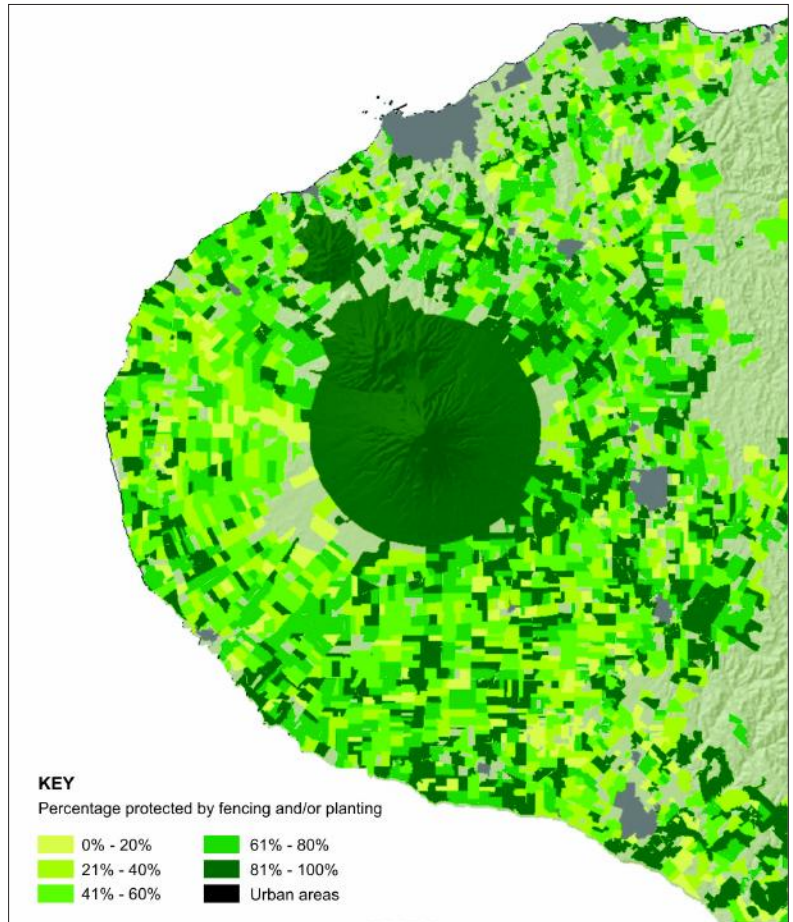 KEY
Percentage protected by fencing and/or planting
0% - 20%
21% - 40%
41% - 60%
61% - 80%
81% - 100%
Urban areas